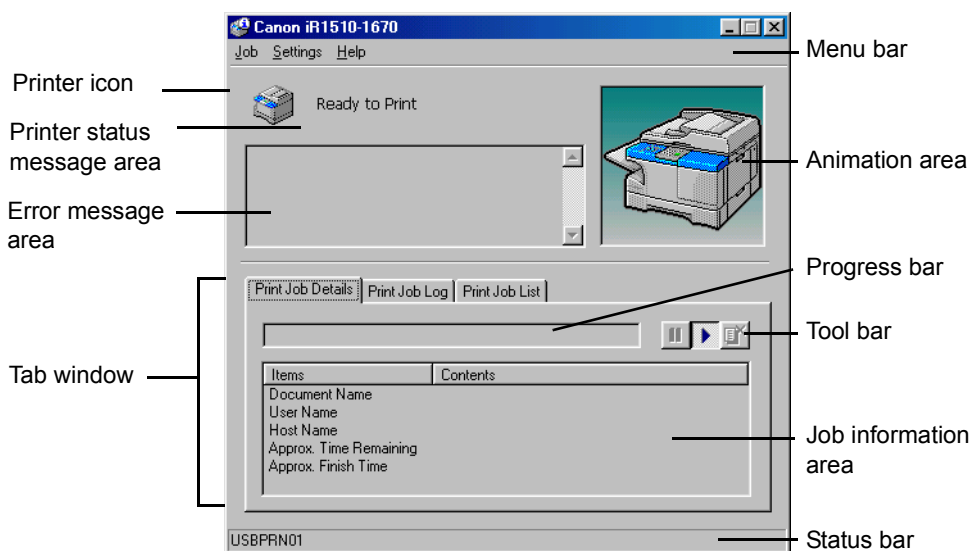 Canon iR1510-1670
Job Settings Help
Menu bar
Printer icon
Ready to Print
Printer status
message area
Animation area
Error message
area
Progress bar
Print Job Details Print Job Log Print Job List
Tool bar
Tab window
Items Contents
Document Name
User Name
Host Name
Approx. Time Remaining
Approx. Finish Time
Job information
area
USBPRN01
Status bar